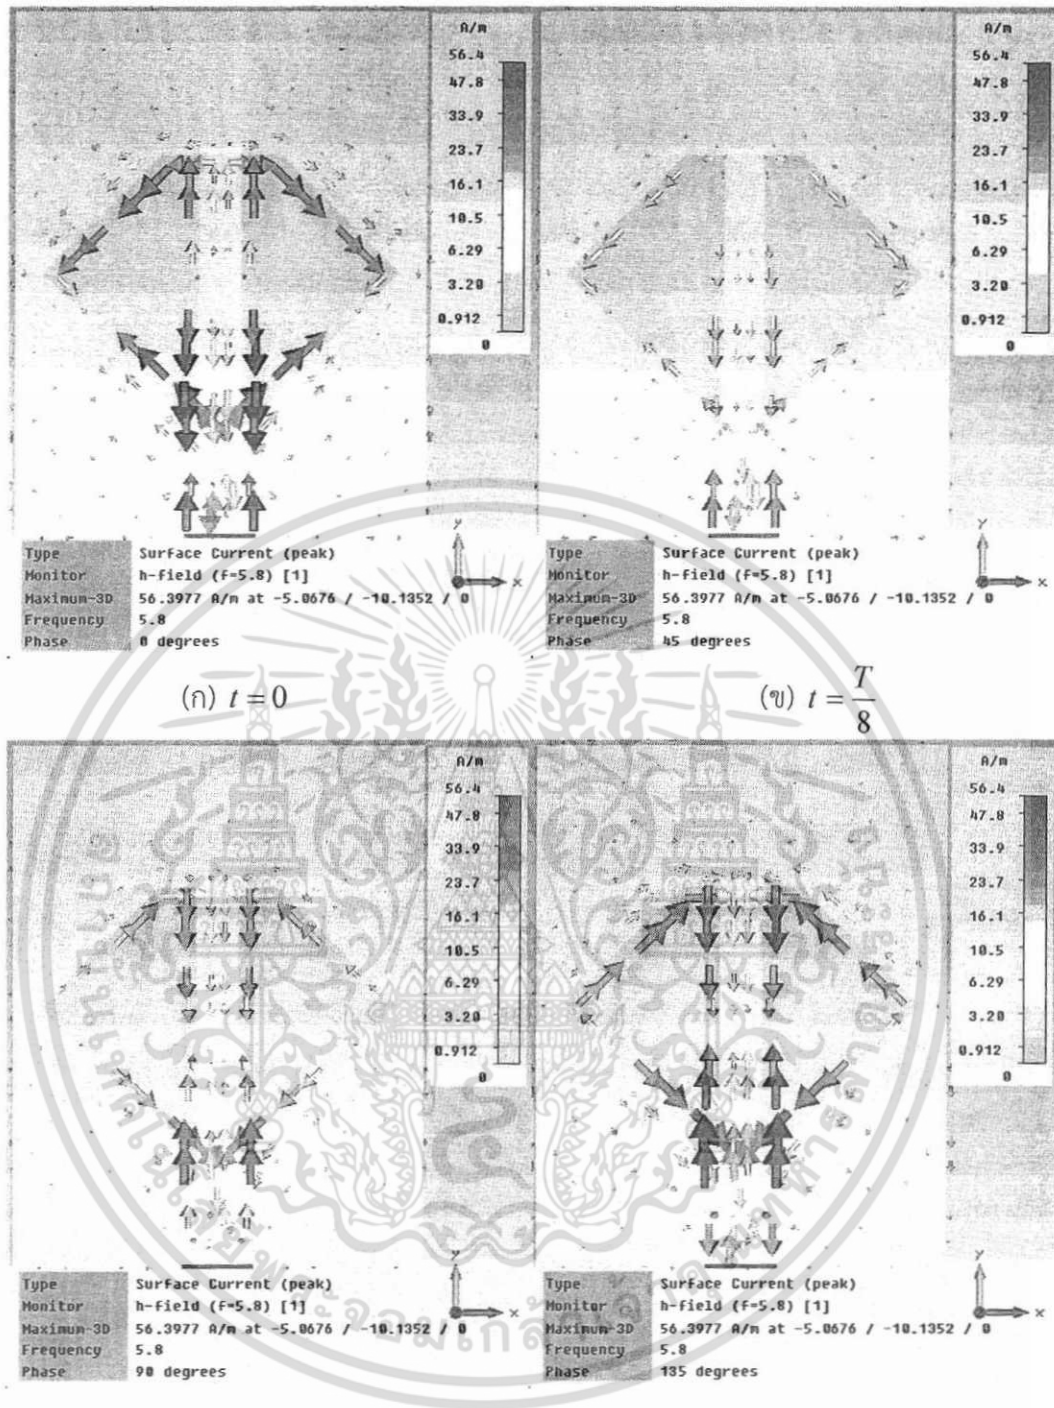 A/m
56.4
47.8
33.9
23.7
16.1
10.5
6.29
3.20
0.912
0
y
x
Type Surface Current (peak)
Monitor h-field (f=5.8) [1]
Maximum-3D 56.3977 A/m at -5.0676 / -10.1352 / 0
Frequency 5.8
Phase 0 degrees
(ก) t = 0
A/m
56.4
47.8
33.9
23.7
16.1
10.5
6.29
3.20
0.912
0
y
x
Type Surface Current (peak)
Monitor h-field (f=5.8) [1]
Maximum-3D 56.3977 A/m at -5.0676 / -10.1352 / 0
Frequency 5.8
Phase 45 degrees
(ข) t = T/8
A/m
56.4
47.8
33.9
23.7
16.1
10.5
6.29
3.20
0.912
0
y
x
Type Surface Current (peak)
Monitor h-field (f=5.8) [1]
Maximum-3D 56.3977 A/m at -5.0676 / -10.1352 / 0
Frequency 5.8
Phase 90 degrees
A/m
56.4
47.8
33.9
23.7
16.1
10.5
6.29
3.20
0.912
0
y
x
Type Surface Current (peak)
Monitor h-field (f=5.8) [1]
Maximum-3D 56.3977 A/m at -5.0676 / -10.1352 / 0
Frequency 5.8
Phase 135 degrees